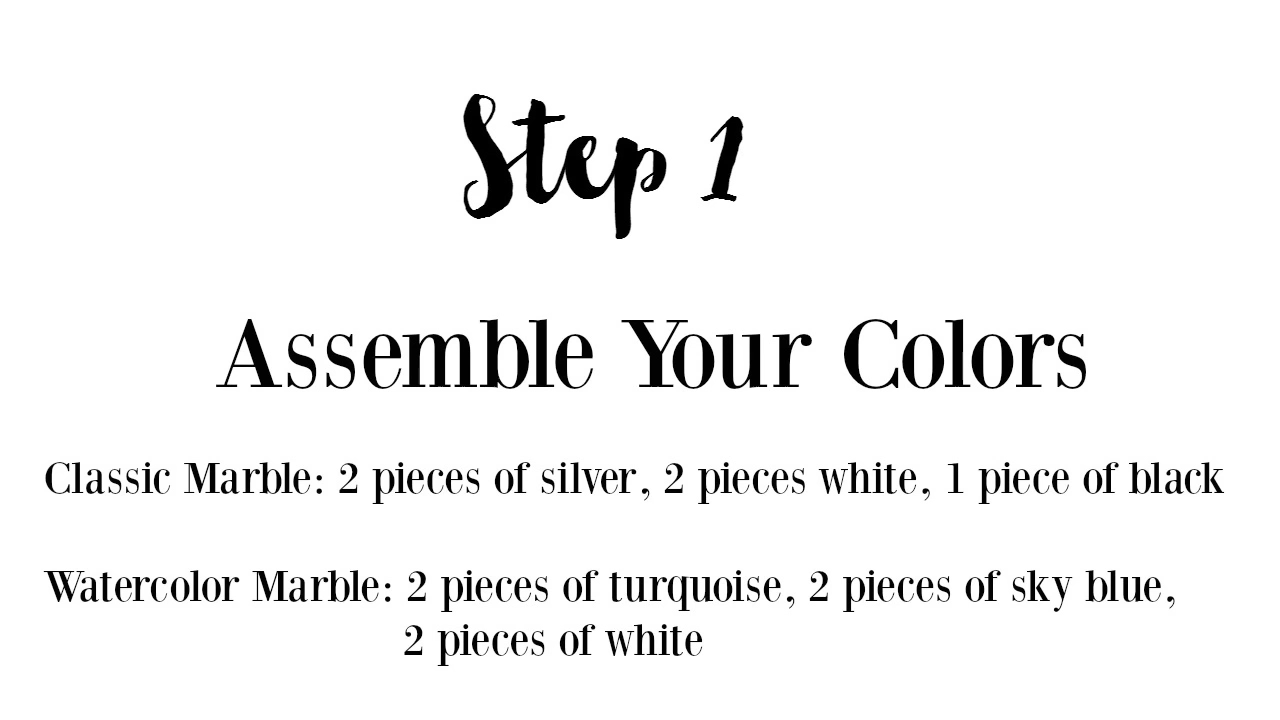 Step 1
Assemble Your Colors
Classic Marble: 2 pieces of silver, 2 pieces white, 1 piece of black
Watercolor Marble: 2 pieces of turquoise, 2 pieces of sky blue,
2 pieces of white